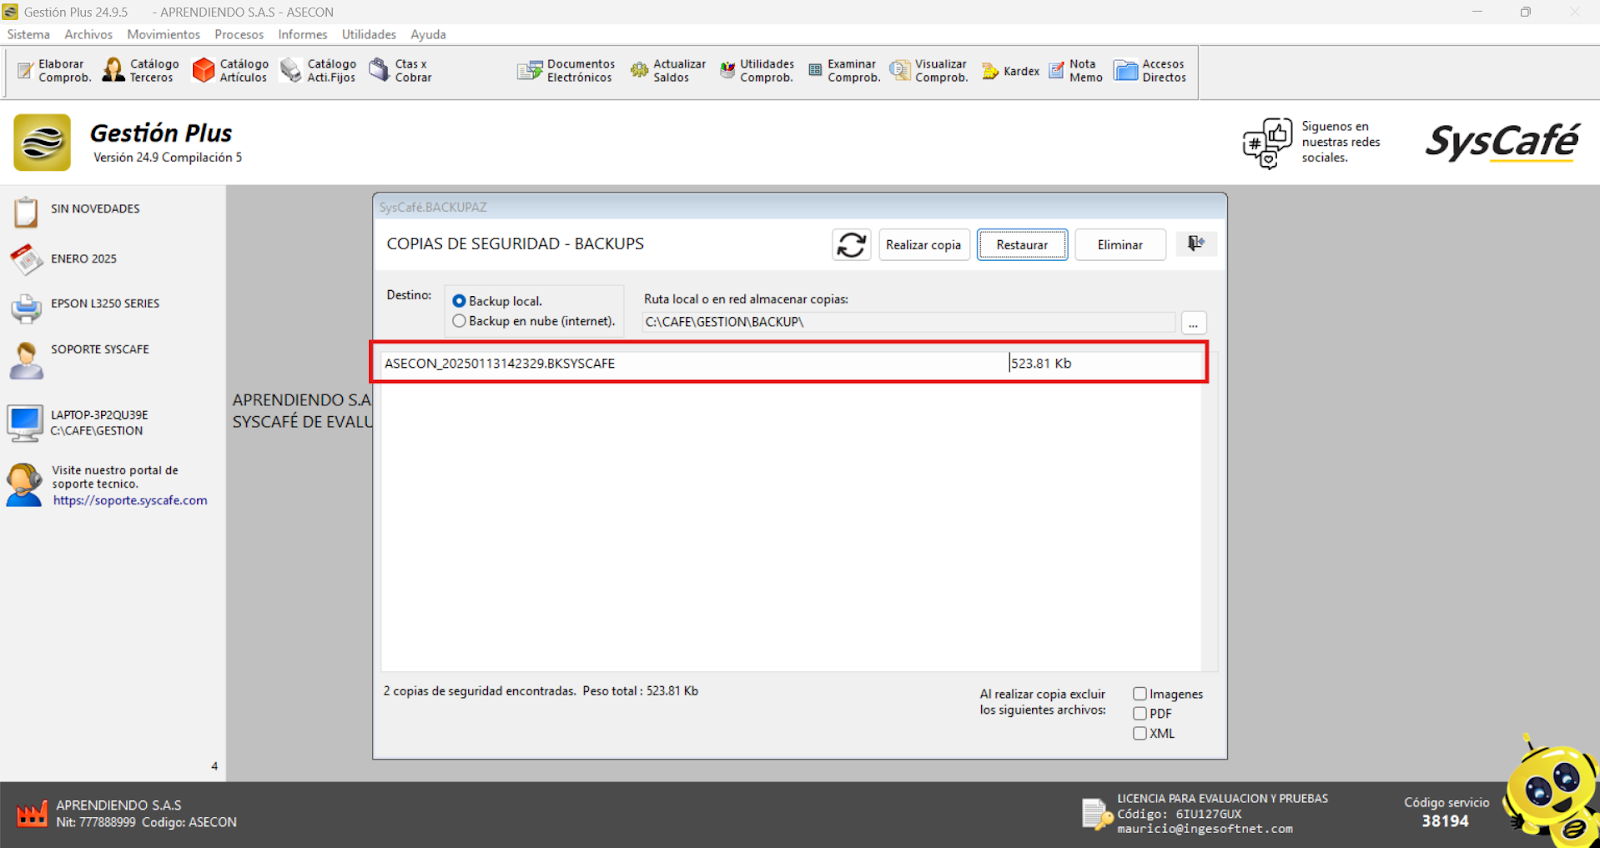 Gestión Plus 24.9.5 - APRENDIENDO S.A.S - ASECON
Sistema Archivos Movimientos Procesos Informes Utilidades Ayuda
Elaborar Comprob.
Catálogo Terceros
Catálogo Artículos
Catálogo Acti.Fijos
Ctas x Cobrar
Documentos Electrónicos
Actualizar Saldos
Utilidades Comprob.
Examinar Comprob.
Visualizar Comprob.
Kardex
Nota Memo
Accesos Directos
Gestión Plus
Versión 24.9 Compilación 5
Siguenos en
nuestras redes
sociales.
SysCafé
SIN NOVEDADES
ENERO 2025
EPSON L3250 SERIES
SOPORTE SYSCAFE
LAPTOP-3P2QU39E
C:\CAFE\GESTION
Visite nuestro portal de
soporte tecnico.
https://soporte.syscafe.com
4
APRENDIENDO S.A
SYSCAFÉ DE EVALU
SysCafé.BACKUPAZ
COPIAS DE SEGURIDAD - BACKUPS
Realizar copia
Restaurar
Eliminar
Destino:
Backup local.
Backup en nube (internet).
Ruta local o en red almacenar copias:
C:\CAFE\GESTION\BACKUP\
...
ASECON_20250113142329.BKSYSCAFE 523.81 Kb
2 copias de seguridad encontradas. Peso total : 523.81 Kb
Al realizar copia excluir
los siguientes archivos:
Imagenes
PDF
XML
APRENDIENDO S.A.S
Nit: 777888999 Codigo: ASECON
LICENCIA PARA EVALUACION Y PRUEBAS
Código: 6IU127GUX
mauricio@ingesoftnet.com
Código servicio
38194